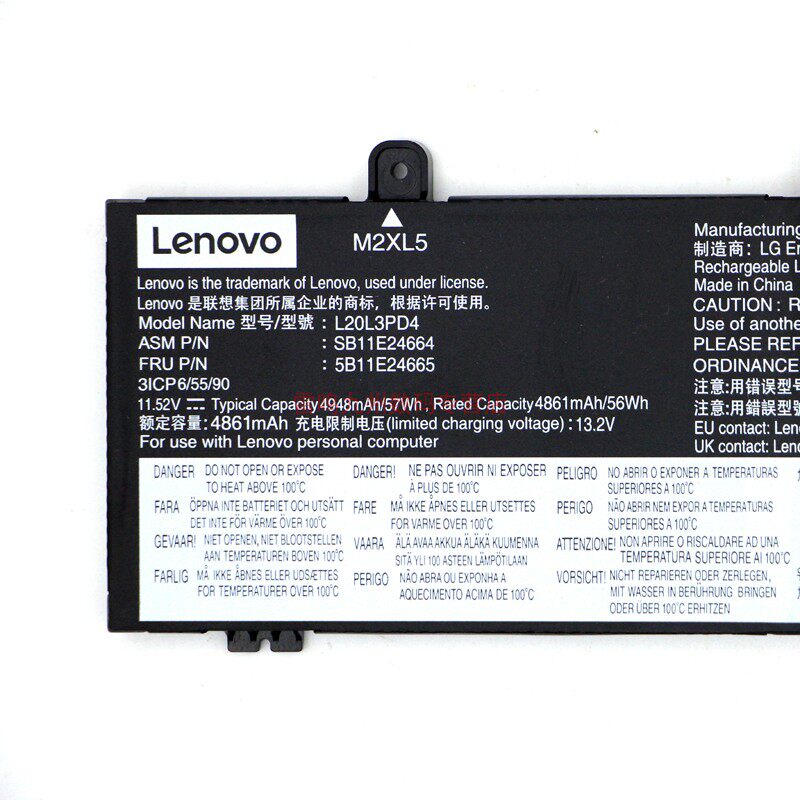 Lenovo
M2XL5
Lenovo is the trademark of Lenovo, used under license.
Lenovo 是联想集团所属企业的商标，根据许可使用。
Model Name 型号/型號 : L20L3PD4
ASM P/N : SB11E24664
FRU P/N : 5B11E24665
3ICP6/55/90
11.52V ⎓ Typical Capacity 4948mAh/57Wh , Rated Capacity 4861mAh/56Wh
额定容量: 4861mAh 充电限制电压(limited charging voltage) : 13.2V
For use with Lenovo personal computer
Manufacturing
制造商: LG En
Rechargeable L
Made in China
CAUTION : R
Use of anothe
PLEASE REFER
ORDINANCE
注意:用错误型号
注意:用錯誤型號
EU contact: Leno
UK contact: Leno
DANGER DO NOT OPEN OR EXPOSE
TO HEAT ABOVE 100°C
FARA ÖPPNA INTE BATTERIET OCH UTSÄTT
DET INTE FÖR VÄRME ÖVER 100°C
GEVAAR! NIET OPENEN, NIET BLOOTSTELLEN
AAN TEMPERATUREN BOVEN 100°C
FARLIG MÅ IKKE ÅBNES ELLER UDSÆTTES
FOR TEMPERATURER OVER 100°C
DANGER! NE PAS OUVRIR NI EXPOSER
À PLUS DE 100°C
FARE MÅ IKKE ÅPNES ELLER UTSETTES
FOR VARME OVER 100°C
VAARA ÄLÄ AVAA AKKUA ÄLÄKÄ KUUMENNA
SITÄ YLI 100 ASTEEN LÄMPÖTILAAN
PERIGO NÃO ABRA OU EXPONHA A
AQUECIMENTO ACIMA DE 100°C
PELIGRO NO ABRIR O EXPONER A TEMPERATURAS
SUPERIORES A 100°C
PERIGO NÃO ABRIR NEM EXPOR A TEMPERATURAS
SUPERIORES A 100°C
ATTENZIONE! NON APRIRE O RISCALDARE AD UNA
TEMPERATURA SUPERIORE AI 100°C
VORSICHT! NICHT REPARIEREN ODER ZERLEGEN,
MIT WASSER IN BERÜHRUNG BRINGEN
ODER ÜBER 100°C ERHITZEN